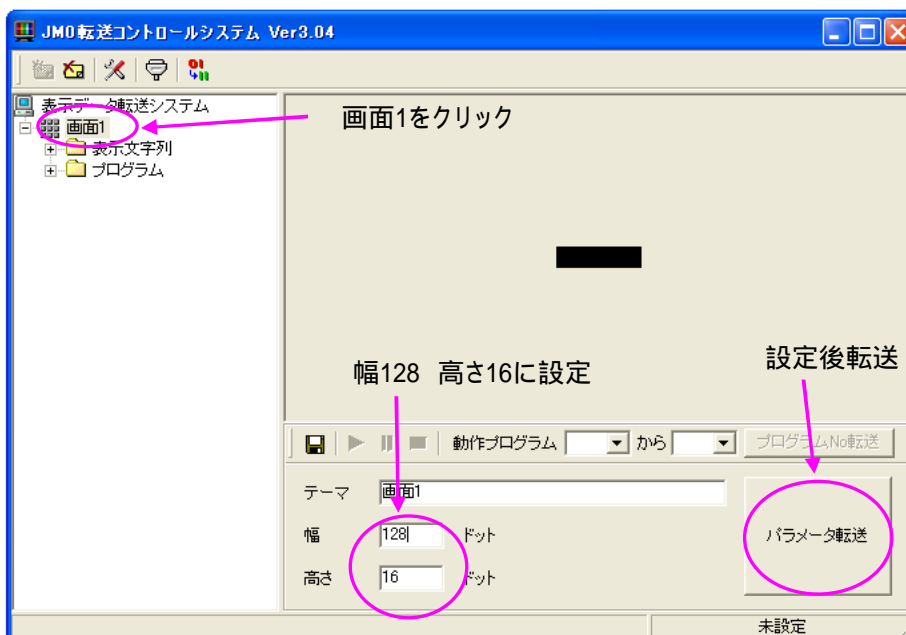 JMO転送コントロールシステム Ver3.04
表示データ転送システム
画面1
表示文字列
プログラム
画面1をクリック
幅128 高さ16に設定
設定後転送
動作プログラム から プログラムNo転送
テーマ 画面1
幅 128 ドット
高さ 16 ドット
パラメータ転送
未設定